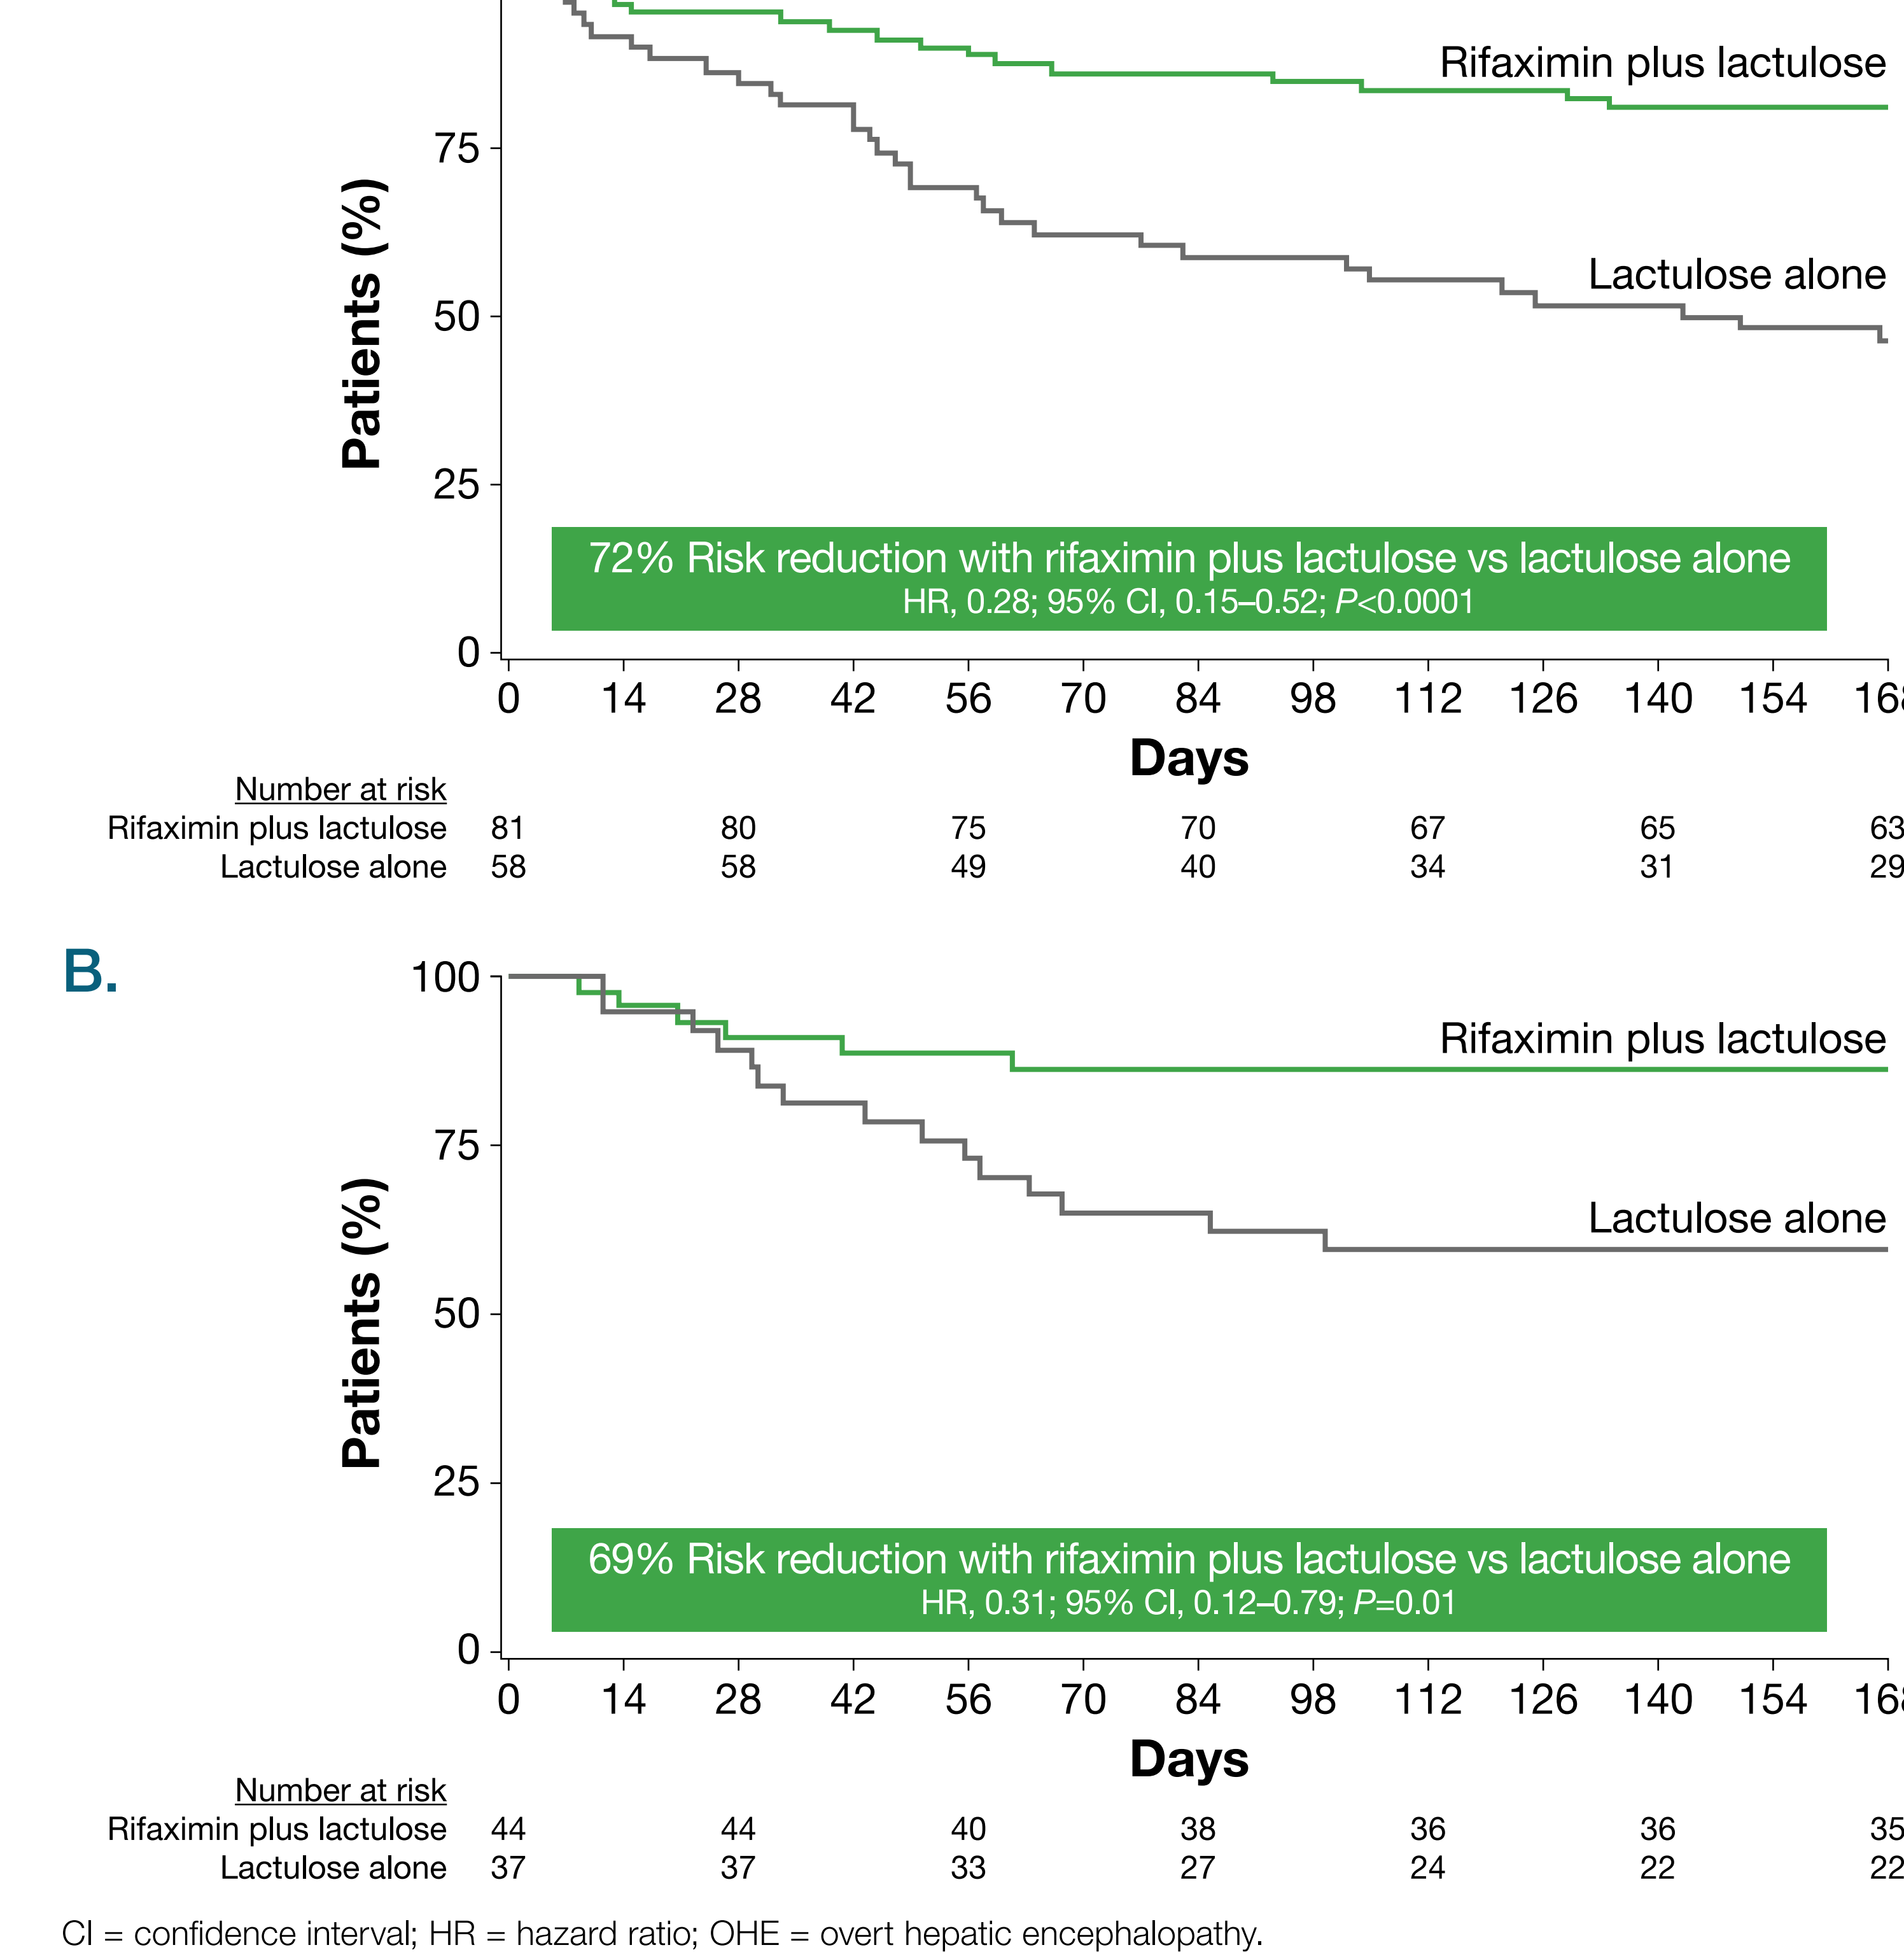 Rifaximin plus lactulose
75
Patients (%)
Lactulose alone
50
25
72% Risk reduction with rifaximin plus lactulose vs lactulose alone
HR, 0.28; 95% CI, 0.15–0.52; P<0.0001
0
0 14 28 42 56 70 84 98 112 126 140 154 168
Days
Number at risk
Rifaximin plus lactulose 81 80 75 70 67 65 63
Lactulose alone 58 58 49 40 34 31 29
B.
100
Rifaximin plus lactulose
75
Patients (%)
Lactulose alone
50
25
69% Risk reduction with rifaximin plus lactulose vs lactulose alone
HR, 0.31; 95% CI, 0.12–0.79; P=0.01
0
0 14 28 42 56 70 84 98 112 126 140 154 168
Days
Number at risk
Rifaximin plus lactulose 44 44 40 38 36 36 35
Lactulose alone 37 37 33 27 24 22 22
CI = confidence interval; HR = hazard ratio; OHE = overt hepatic encephalopathy.